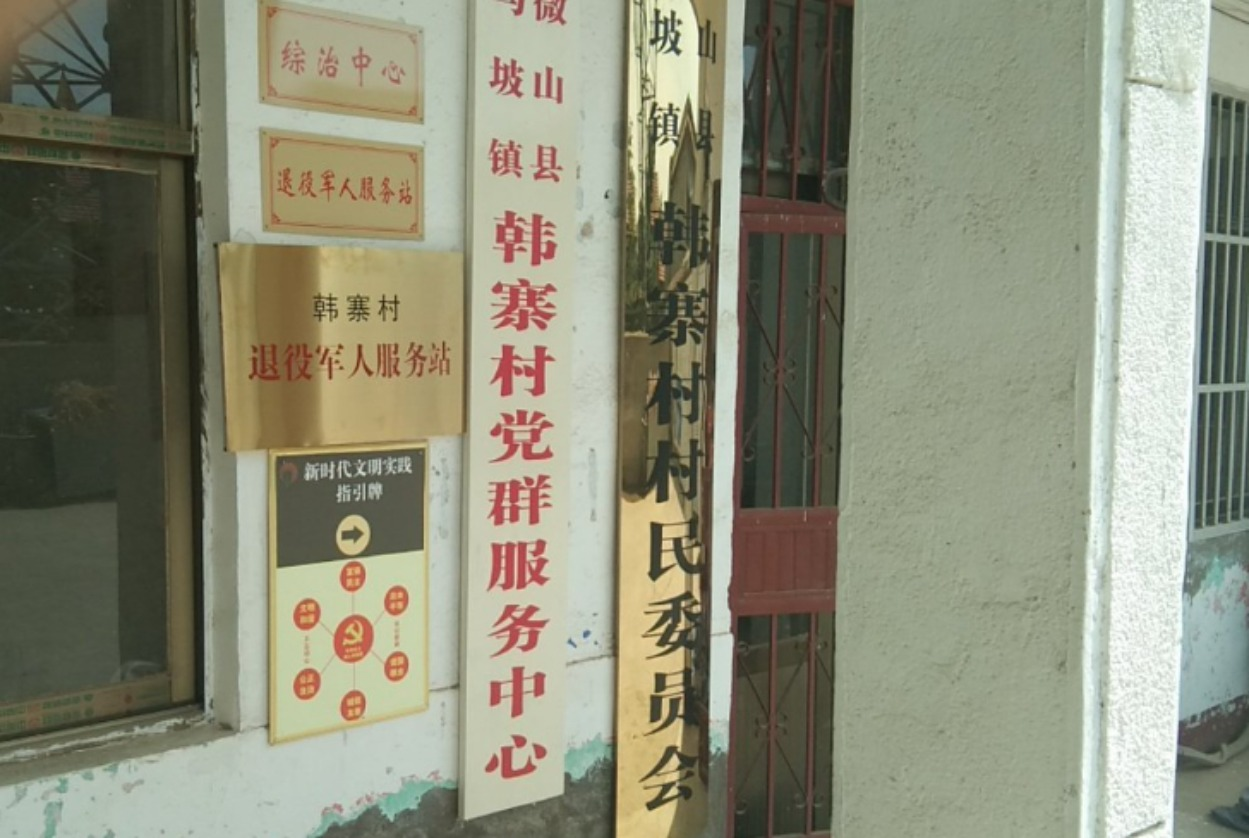 综治中心
退役军人服务站
韩寨村
退役军人服务站
新时代文明实践
指引牌
微山县
坡镇
韩寨村党群服务中心
山县
坡镇
韩寨村村民委员会